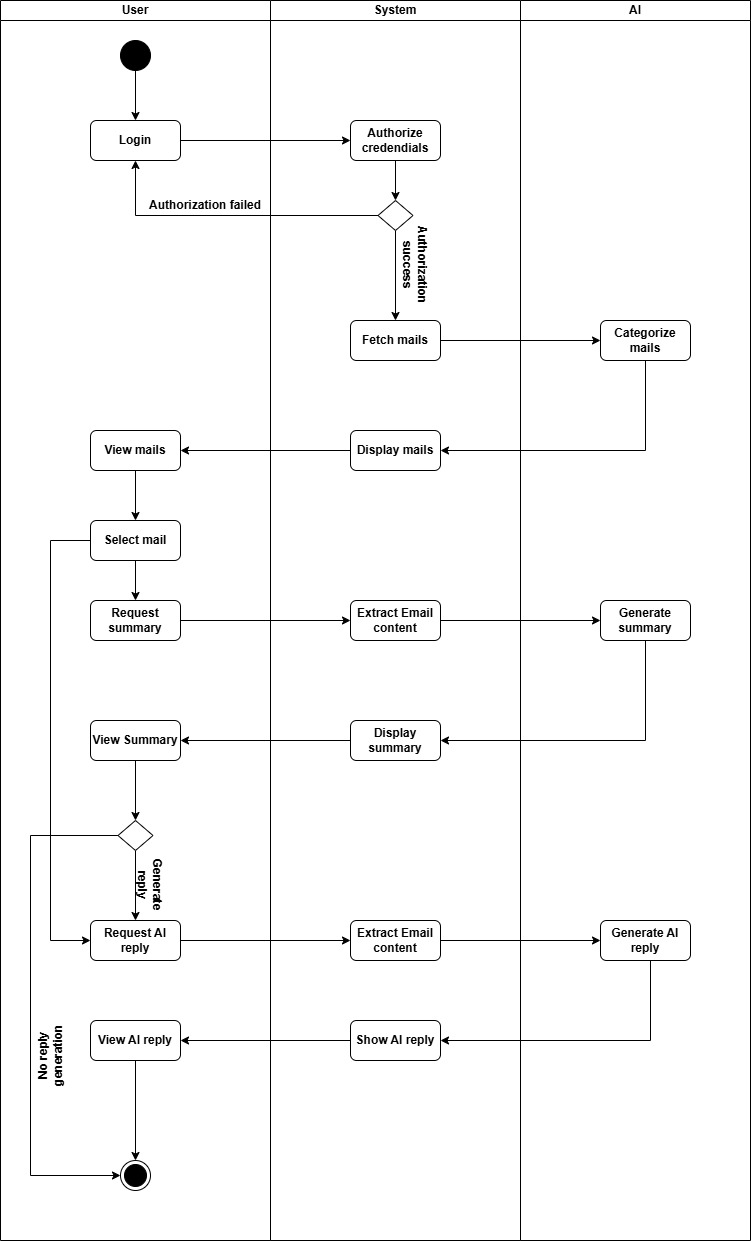 User
System
AI
Login
Authorize
credendials
Authorization failed
Authorization
success
Fetch mails
Categorize
mails
View mails
Display mails
Select mail
Request
summary
Extract Email
content
Generate
summary
View Summary
Display
summary
Generate
reply
Request AI
reply
Extract Email
content
Generate AI
reply
No reply
generation
View AI reply
Show AI reply